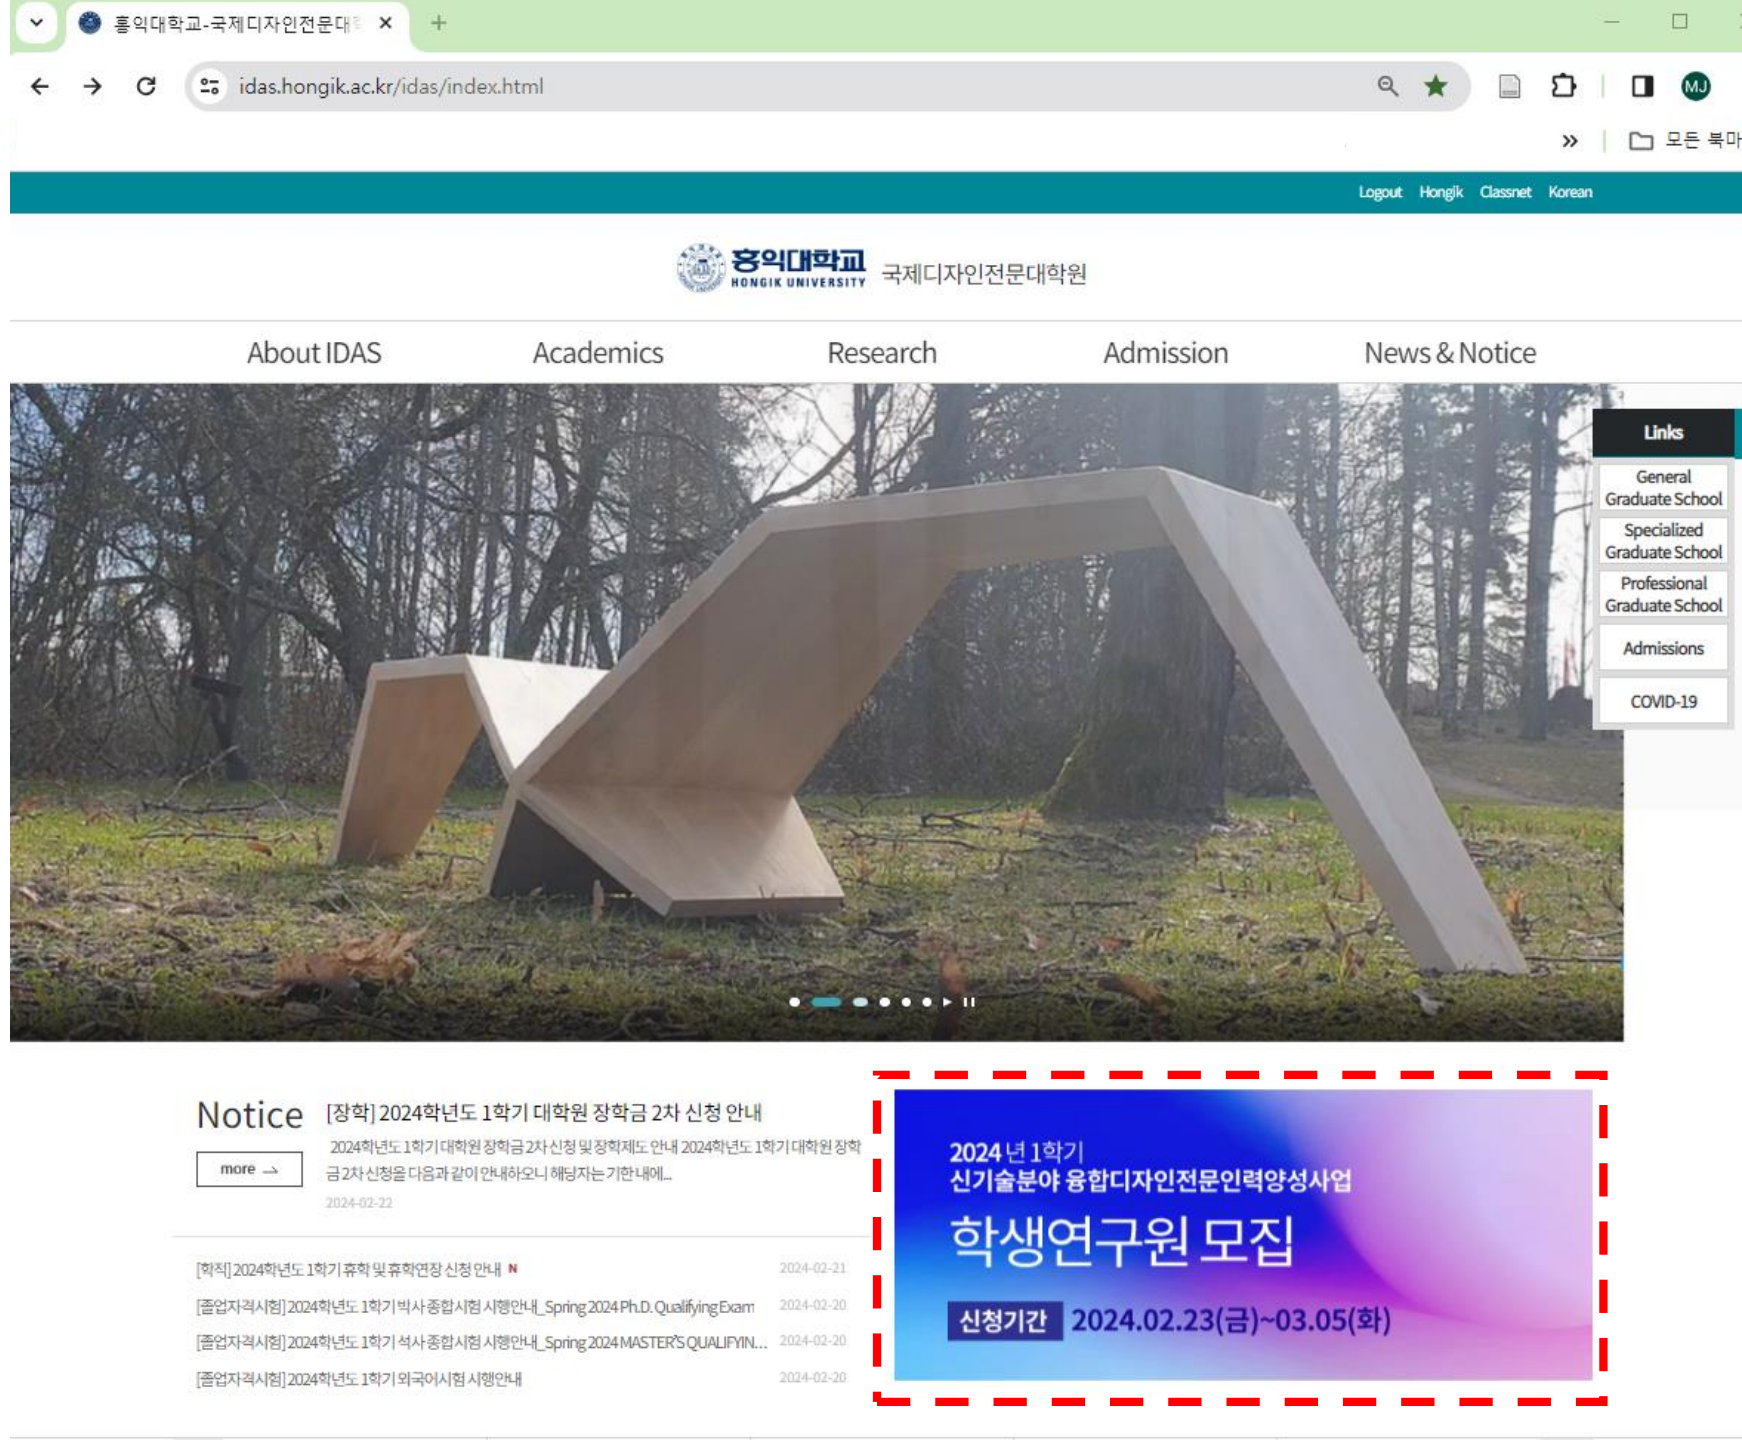 홍익대학교-국제디자인전문대
idas.hongik.ac.kr/idas/index.html
MJ
모든 북마
Logout Hongik Classnet Korean
홍익대학교
HONGIK UNIVERSITY
국제디자인전문대학원
About IDAS Academics Research Admission News & Notice
Links
General
Graduate School
Specialized
Graduate School
Professional
Graduate School
Admissions
COVID-19
Notice
more →
[장학] 2024학년도 1학기 대학원 장학금 2차 신청 안내
2024학년도 1학기 대학원 장학금 2차 신청 및 장학제도 안내 2024학년도 1학기 대학원 장학
금 2차 신청을 다음과 같이 안내하오니 해당자는 기한 내에...
2024-02-22
[학적] 2024학년도 1학기 휴학 및 휴학연장 신청 안내 N 2024-02-21
[졸업자격시험] 2024학년도 1학기 박사 종합시험 시행안내_Spring 2024 Ph.D. Qualifying Exam 2024-02-20
[졸업자격시험] 2024학년도 1학기 석사 종합시험 시행안내_Spring 2024 MASTER'S QUALIFYIN... 2024-02-20
[졸업자격시험] 2024학년도 1학기 외국어시험 시행안내 2024-02-20
2024년 1학기
신기술분야 융합디자인전문인력양성사업
학생연구원 모집
신청기간 2024.02.23(금)~03.05(화)